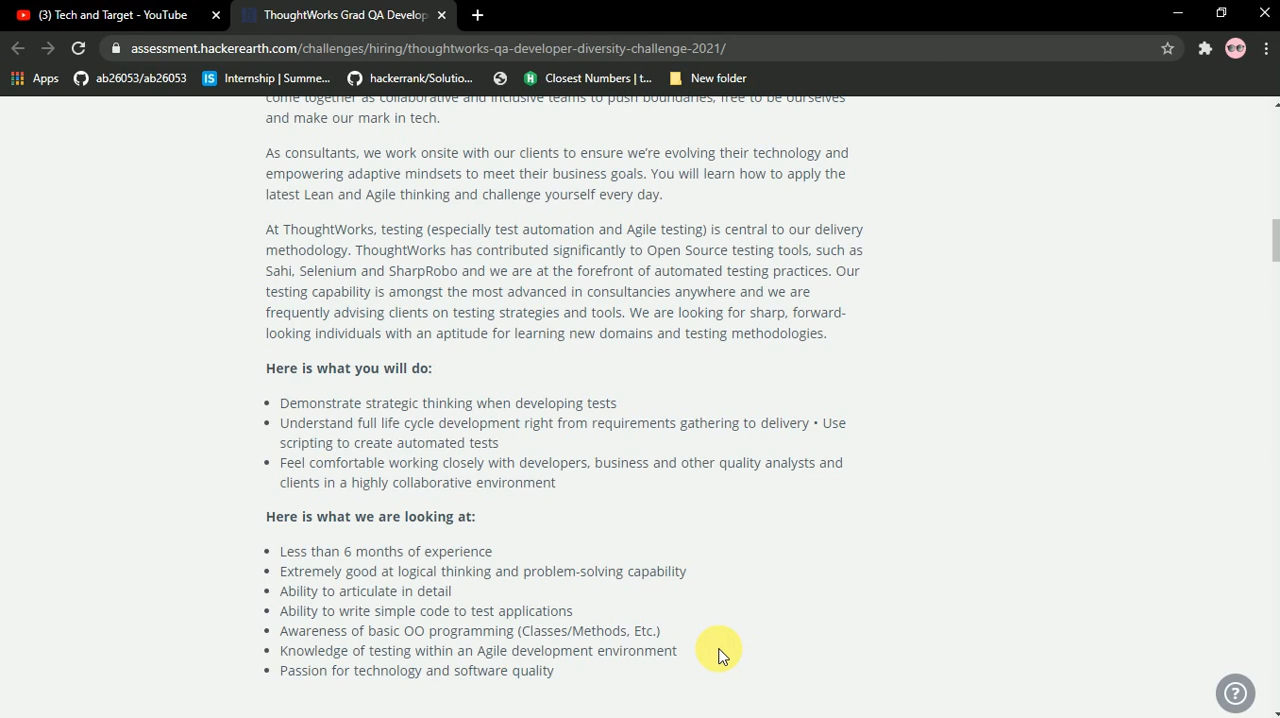 (3) Tech and Target - YouTube
ThoughtWorks Grad QA Develop
assessment.hackerearth.com/challenges/hiring/thoughtworks-qa-developer-diversity-challenge-2021/
Apps
ab26053/ab26053
IS Internship | Summe...
hackerrank/Solutio...
Closest Numbers | t...
New folder
come together as collaborative and inclusive teams to push boundaries, free to be ourselves
and make our mark in tech.
As consultants, we work onsite with our clients to ensure we're evolving their technology and
empowering adaptive mindsets to meet their business goals. You will learn how to apply the
latest Lean and Agile thinking and challenge yourself every day.
At ThoughtWorks, testing (especially test automation and Agile testing) is central to our delivery
methodology. ThoughtWorks has contributed significantly to Open Source testing tools, such as
Sahi, Selenium and SharpRobo and we are at the forefront of automated testing practices. Our
testing capability is amongst the most advanced in consultancies anywhere and we are
frequently advising clients on testing strategies and tools. We are looking for sharp, forward-
looking individuals with an aptitude for learning new domains and testing methodologies.
Here is what you will do:
• Demonstrate strategic thinking when developing tests
• Understand full life cycle development right from requirements gathering to delivery • Use
scripting to create automated tests
• Feel comfortable working closely with developers, business and other quality analysts and
clients in a highly collaborative environment
Here is what we are looking at:
• Less than 6 months of experience
• Extremely good at logical thinking and problem-solving capability
• Ability to articulate in detail
• Ability to write simple code to test applications
• Awareness of basic OO programming (Classes/Methods, Etc.)
• Knowledge of testing within an Agile development environment
• Passion for technology and software quality